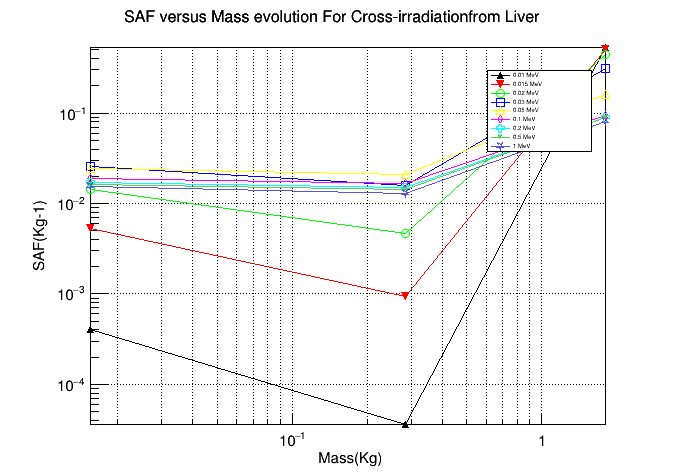 SAF versus Mass evolution For Cross-irradiationfrom Liver
0.01 MeV
0.015 MeV
0.02 MeV
0.03 MeV
0.05 MeV
0.1 MeV
0.2 MeV
0.5 MeV
1 MeV
10⁻¹
10⁻²
10⁻³
10⁻⁴
SAF(Kg-1)
10⁻¹
1
Mass(Kg)